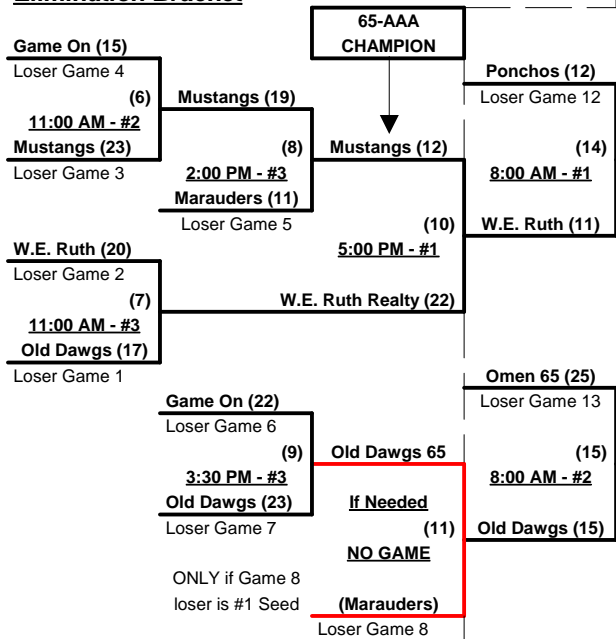 Elimination Bracket
65-AAA
CHAMPION
Game On (15)
Loser Game 4
(6)
11:00 AM - #2
Mustangs (23)
Loser Game 3
Mustangs (19)
(8)
2:00 PM - #3
Marauders (11)
Loser Game 5
Mustangs (12)
(10)
5:00 PM - #1
W.E. Ruth (20)
Loser Game 2
(7)
11:00 AM - #3
Old Dawgs (17)
Loser Game 1
W.E. Ruth Realty (22)
Ponchos (12)
Loser Game 12
(14)
8:00 AM - #1
W.E. Ruth (11)
Game On (22)
Loser Game 6
(9)
3:30 PM - #3
Old Dawgs (23)
Loser Game 7
Old Dawgs 65
If Needed
(11)
NO GAME
ONLY if Game 8
loser is #1 Seed
(Marauders)
Loser Game 8
Omen 65 (25)
Loser Game 13
(15)
8:00 AM - #2
Old Dawgs (15)